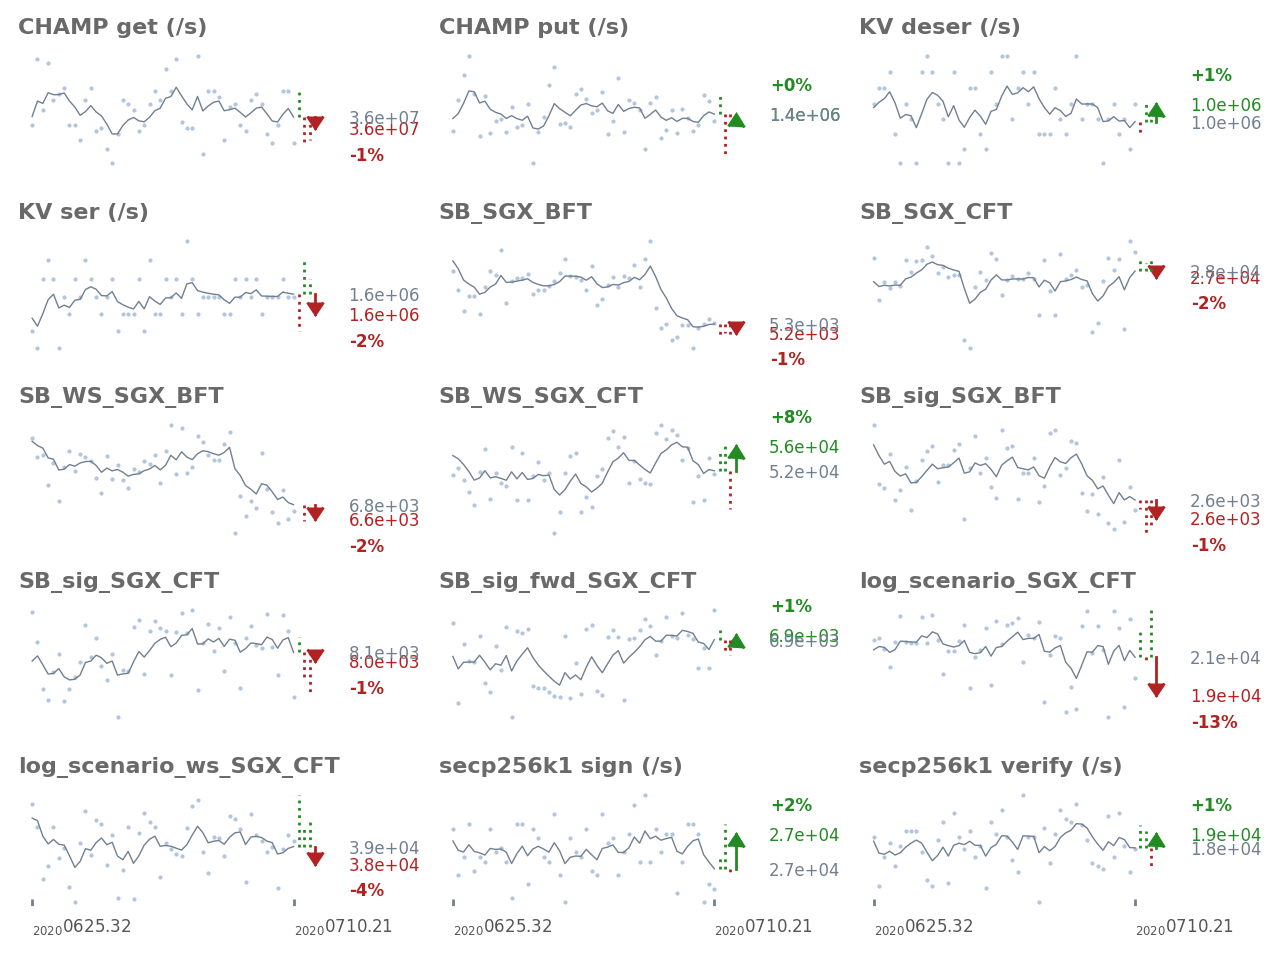 CHAMP get (/s)
3.6e+07
3.6e+07
-1%
CHAMP put (/s)
+0%
1.4e+06
KV deser (/s)
+1%
1.0e+06
1.0e+06
KV ser (/s)
1.6e+06
1.6e+06
-2%
SB_SGX_BFT
5.3e+03
5.2e+03
-1%
SB_SGX_CFT
2.8e+04
2.7e+04
-2%
SB_WS_SGX_BFT
6.8e+03
6.6e+03
-2%
SB_WS_SGX_CFT
+8%
5.6e+04
5.2e+04
SB_sig_SGX_BFT
2.6e+03
2.6e+03
-1%
SB_sig_SGX_CFT
8.1e+03
8.0e+03
-1%
SB_sig_fwd_SGX_CFT
+1%
6.9e+03
6.9e+03
log_scenario_SGX_CFT
2.1e+04
1.9e+04
-13%
log_scenario_ws_SGX_CFT
3.9e+04
3.8e+04
-4%
20200625.32
20200710.21
secp256k1 sign (/s)
+2%
2.7e+04
2.7e+04
20200625.32
20200710.21
secp256k1 verify (/s)
+1%
1.9e+04
1.8e+04
20200625.32
20200710.21